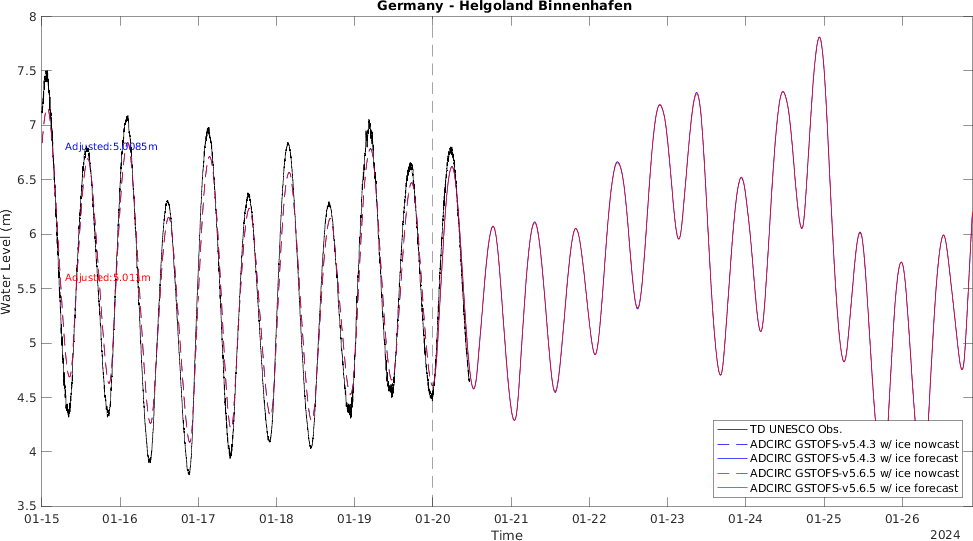 Germany - Helgoland Binnenhafen
8
7.5
7
6.5
6
5.5
5
4.5
4
3.5
Water Level (m)
Adjusted:5.0085m
Adjusted:5.011m
TD UNESCO Obs.
ADCIRC GSTOFS-v5.4.3 w/ ice nowcast
ADCIRC GSTOFS-v5.4.3 w/ ice forecast
ADCIRC GSTOFS-v5.6.5 w/ ice nowcast
ADCIRC GSTOFS-v5.6.5 w/ ice forecast
01-15 01-16 01-17 01-18 01-19 01-20 01-21 01-22 01-23 01-24 01-25 01-26
Time
2024